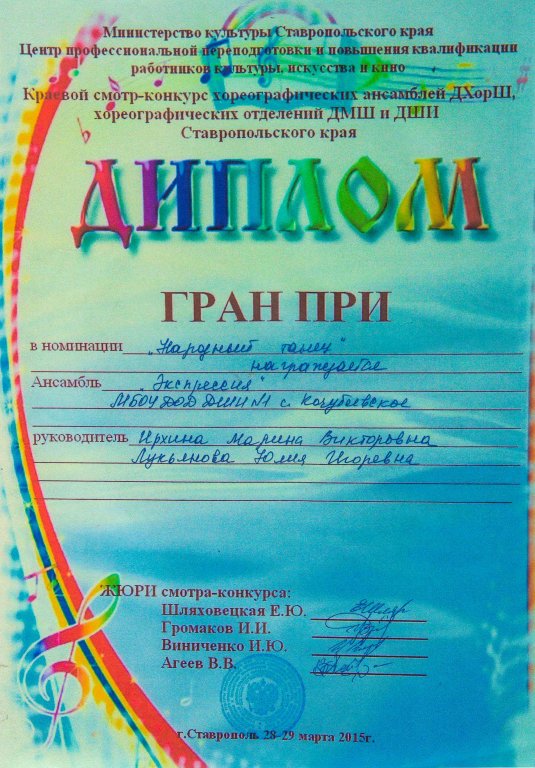 Министерство культуры Ставропольского края
Центр профессиональной переподготовки и повышения квалификации
работников культуры, искусства и кино
Краевой смотр-конкурс хореографических ансамблей ДХорШ,
хореографических отделений ДМШ и ДШИ
Ставропольского края
ДИПЛОМ
ГРАН ПРИ
в номинации „Народный танец"
награждается
Ансамбль „Экспрессия"
МБОУ ДОД ДШИ №1 с. Кочубеевское
руководитель Ирхина Марина Викторовна
Лукьянова Юлия Игоревна
ЖЮРИ смотра-конкурса:
Шляховецкая Е.Ю.
Громаков И.И.
Виниченко И.Ю.
Агеев В.В.
г.Ставрополь 28-29 марта 2015г.